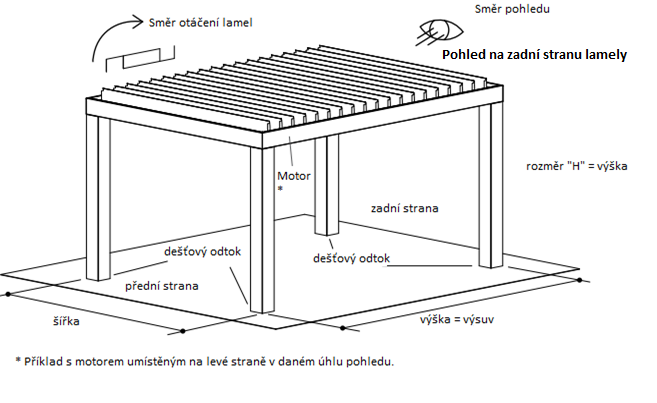 Směr pohledu
Směr otáčení lamel
Pohled na zadní stranu lamely
rozměr "H" = výška
Motor
*
zadní strana
dešťový odtok
dešťový odtok
přední strana
šířka
výška = výsuv
* Příklad s motorem umístěným na levé straně v daném úhlu pohledu.